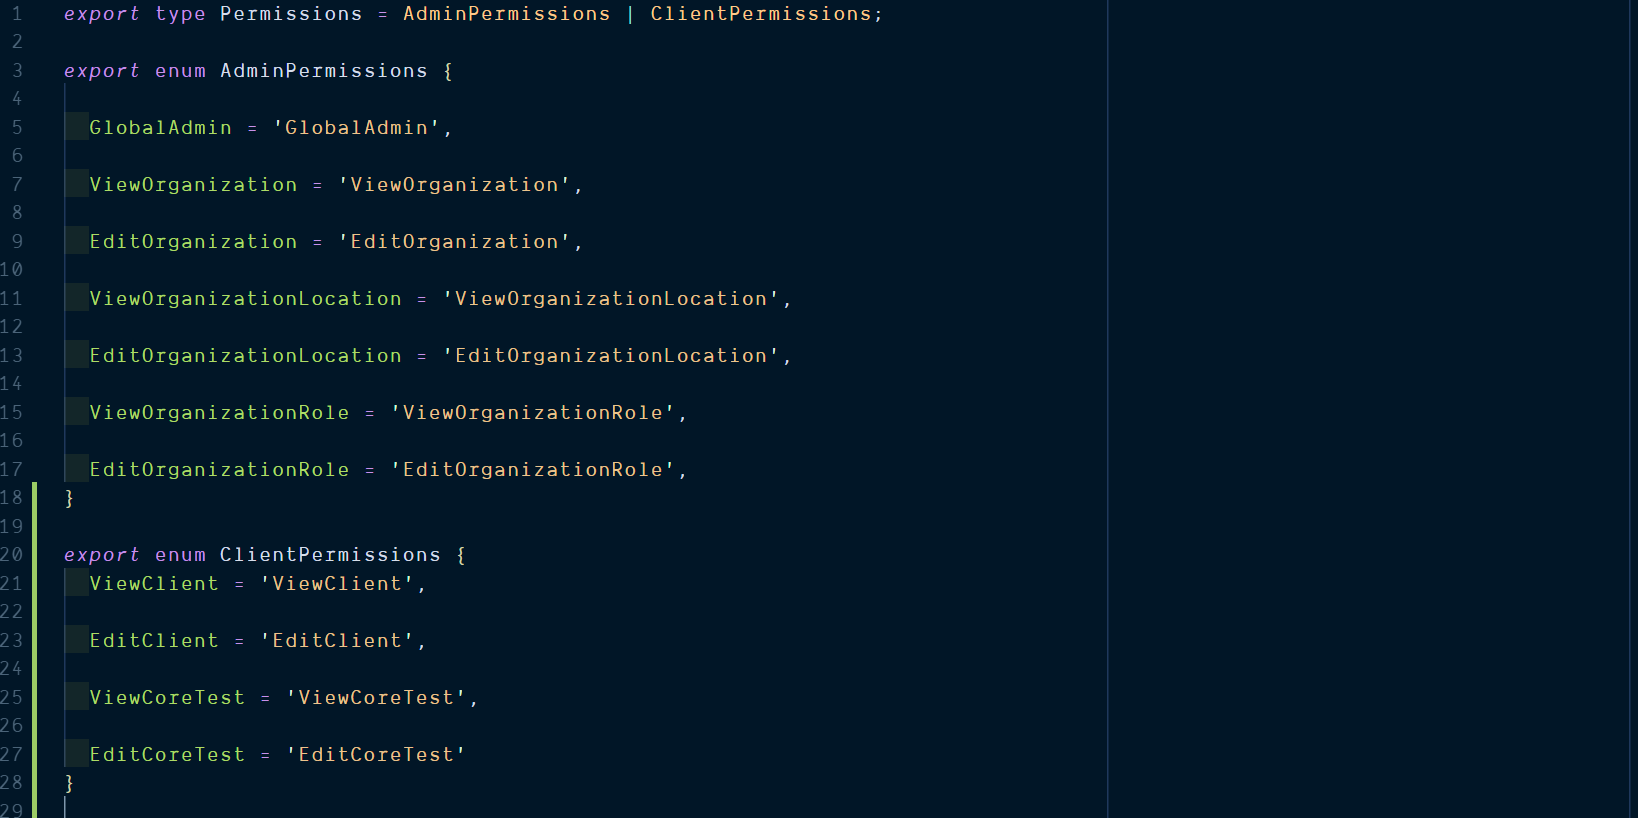 1 export type Permissions = AdminPermissions | ClientPermissions;
2
3 export enum AdminPermissions {
4
5 GlobalAdmin = 'GlobalAdmin',
6
7 ViewOrganization = 'ViewOrganization',
8
9 EditOrganization = 'EditOrganization',
10
11 ViewOrganizationLocation = 'ViewOrganizationLocation',
12
13 EditOrganizationLocation = 'EditOrganizationLocation',
14
15 ViewOrganizationRole = 'ViewOrganizationRole',
16
17 EditOrganizationRole = 'EditOrganizationRole',
18 }
19
20 export enum ClientPermissions {
21 ViewClient = 'ViewClient',
22
23 EditClient = 'EditClient',
24
25 ViewCoreTest = 'ViewCoreTest',
26
27 EditCoreTest = 'EditCoreTest'
28 }
29